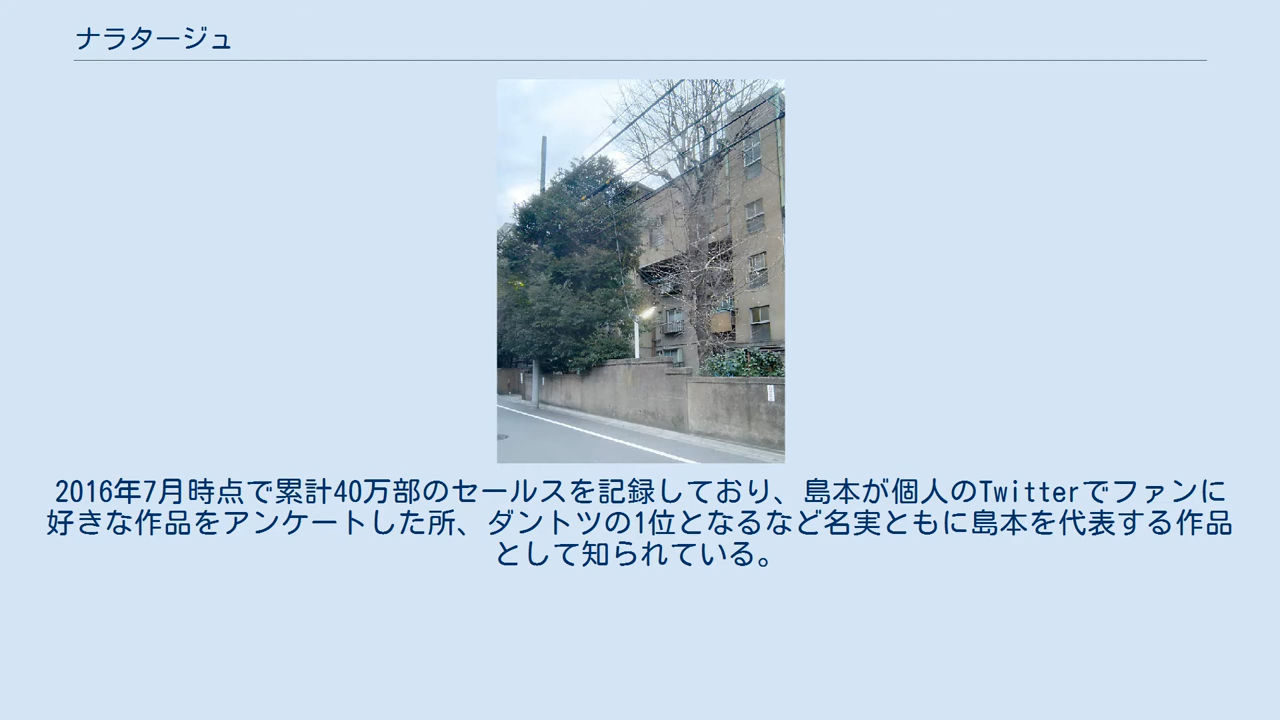 ナラタージュ
2016年7月時点で累計40万部のセールスを記録しており、島本が個人のTwitterでファンに
好きな作品をアンケートした所、ダントツの1位となるなど名実ともに島本を代表する作品
として知られている。